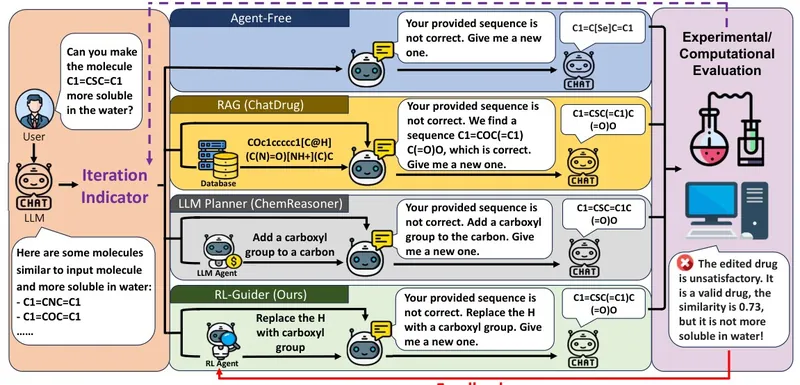 Can you make
the molecule
C1=CSC=C1
more soluble
in the water?
User
CHAT
LLM
Iteration
Indicator
Here are some molecules
similar to input molecule
and more soluble in water:
- C1=CNC=C1
- C1=COC=C1
......
Agent-Free
Your provided sequence is
not correct. Give me a new
one.
C1=C[Se]C=C1
CHAT
RAG (ChatDrug)
Database
COc1ccccc1[C@H]
(C(N)=O)[NH+](C)C
Your provided sequence is
not correct. We find a
sequence C1=COC(=C1)
C(=O)O, which is correct.
Give me a new one.
C1=CSC(=C1)C
(=O)O
CHAT
LLM Planner (ChemReasoner)
LLM Agent
Add a carboxyl
group to a carbon
Your provided sequence is
not correct. Add a carboxyl
group to the carbon. Give
me a new one.
C1=CSC=C1C
(=O)O
CHAT
RL-Guider (Ours)
RL Agent
Replace the H
with carboxyl
group
Your provided sequence is
not correct. Replace the H
with a carboxyl group. Give
me a new one.
C1=CSC(=C1)C
(=O)O
CHAT
Experimental/
Computational
Evaluation
The edited drug
is unsatisfactory. It
is a valid drug, the
similarity is 0.73,
but it is not more
soluble in water!